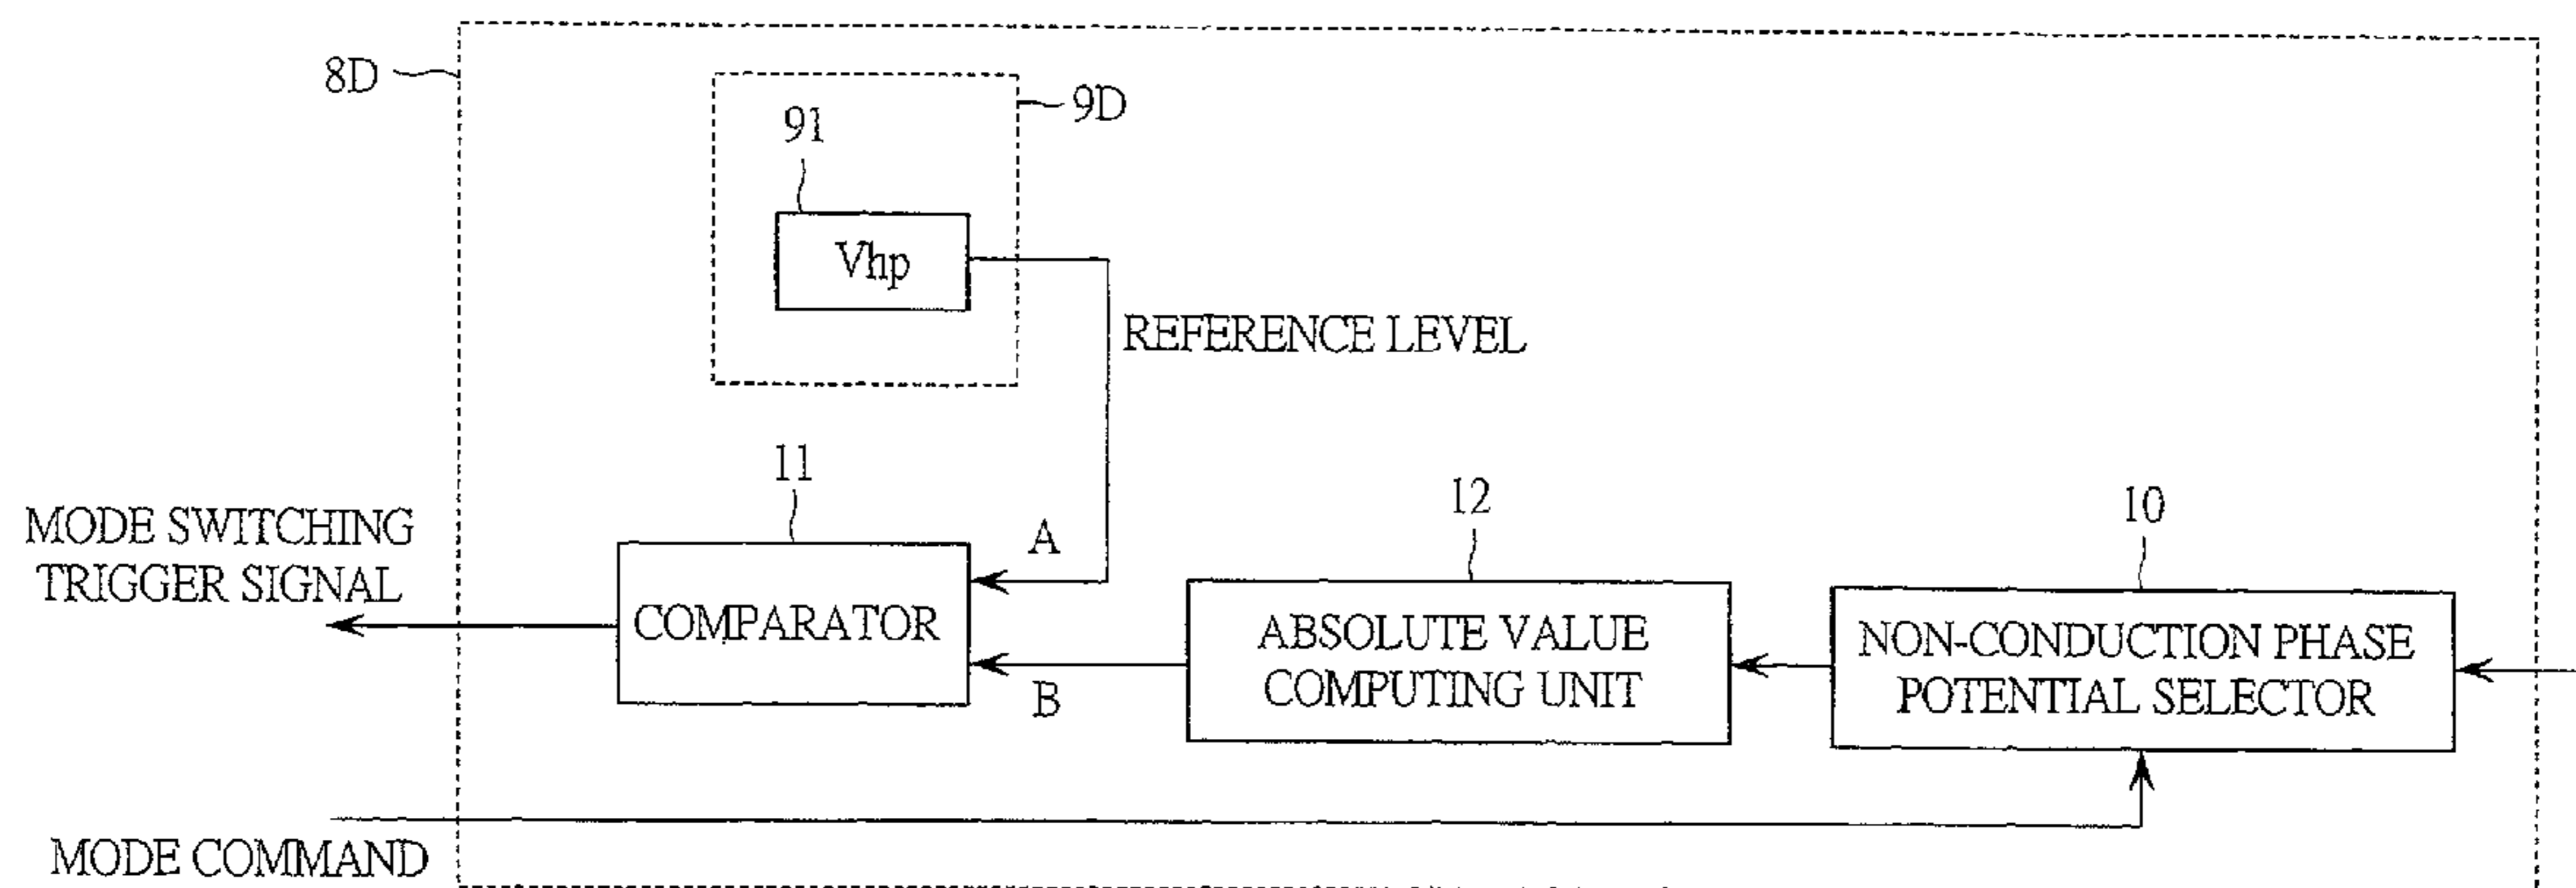 8D
9D
91
Vhp
REFERENCE LEVEL
11
12
10
A
MODE SWITCHING
TRIGGER SIGNAL
COMPARATOR
ABSOLUTE VALUE
COMPUTING UNIT
NON-CONDUCTION PHASE
POTENTIAL SELECTOR
B
MODE COMMAND